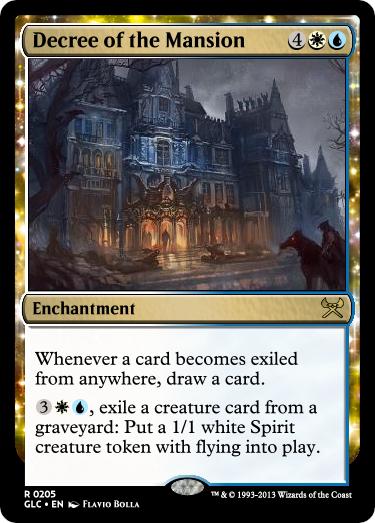 Decree of the Mansion 4
Enchantment
Whenever a card becomes exiled
from anywhere, draw a card.
3, exile a creature card from a
graveyard: Put a 1/1 white Spirit
creature token with flying into play.
R 0205
GLC • EN Flavio Bolla
™ & © 1993-2013 Wizards of the Coast